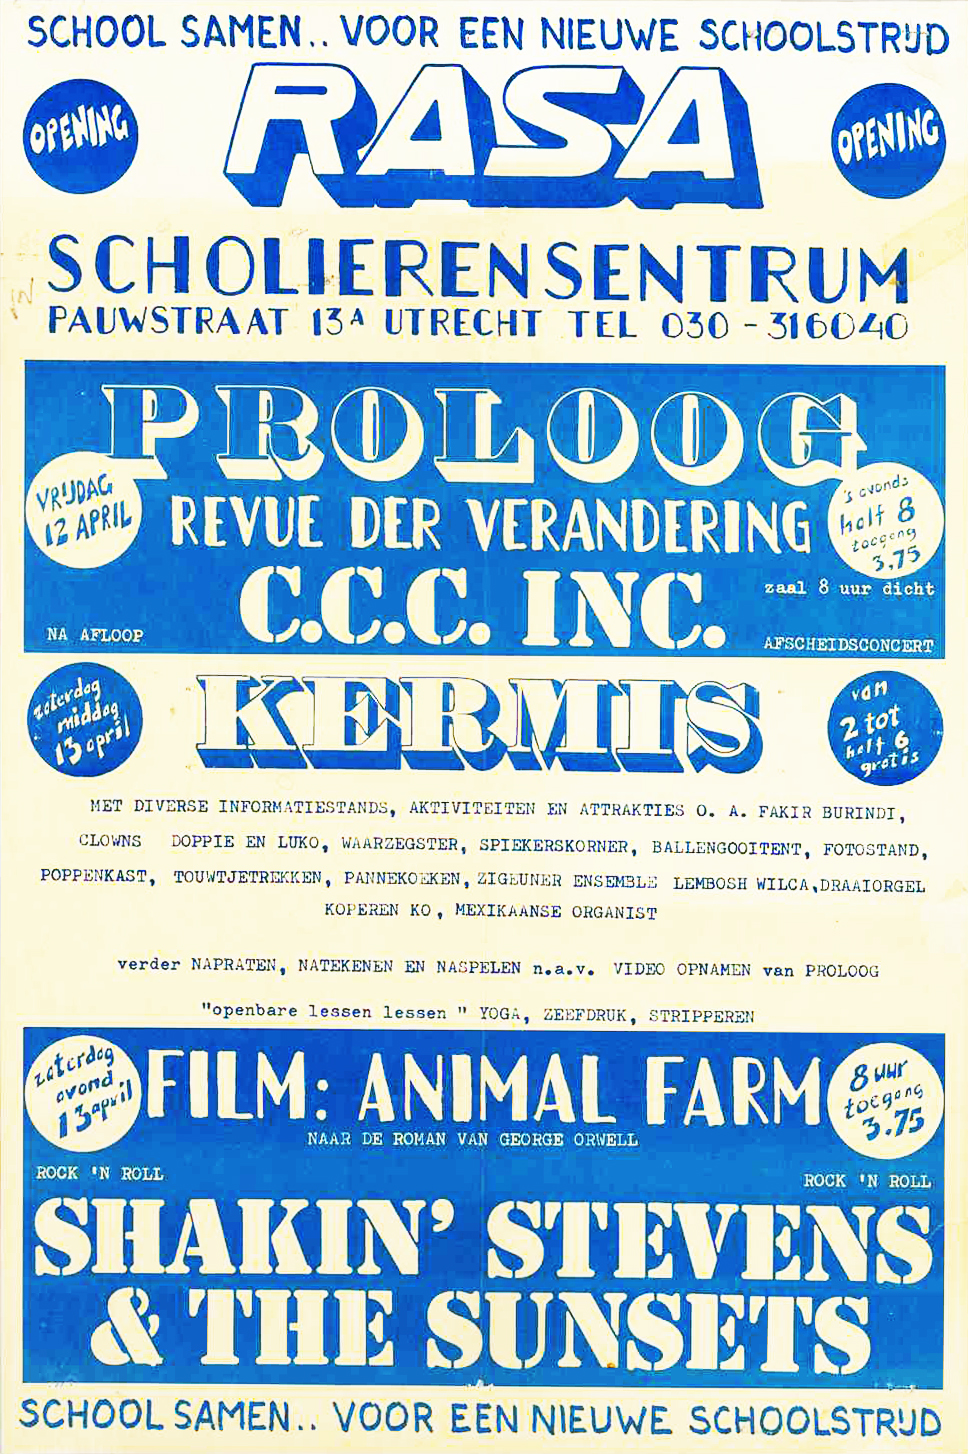 SCHOOL SAMEN.. VOOR EEN NIEUWE SCHOOLSTRIJD
OPENING
RASA
OPENING
SCHOLIERENSENTRUM
PAUWSTRAAT 13A UTRECHT TEL 030-316040
PROLOOG
VRIJDAG
12 APRIL
REVUE DER VERANDERING
's avonds
half 8
toegang
3,75
C.C.C. INC.
zaal 8 uur dicht
NA AFLOOP
AFSCHEIDSCONCERT
zaterdag
middag
13 april
KERMIS
van
2 tot
half 6
gratis
MET DIVERSE INFORMATIESTANDS, AKTIVITEITEN EN ATTRAKTIES O. A. FAKIR BURINDI,
CLOWNS DOPPIE EN LUKO, WAARZEGSTER, SPIEKERSKORNER, BALLENGOOITENT, FOTOSTAND,
POPPENKAST, TOUWTJETREKKEN, PANNEKOEKEN, ZIGEUNER ENSEMBLE LEMBOSH WILCA,DRAAIORGEL
KOPEREN KO, MEXIKAANSE ORGANIST
verder NAPRATEN, NATEKENEN EN NASPELEN n.a.v. VIDEO OPNAMEN van PROLOOG
"openbare lessen lessen " YOGA, ZEEFDRUK, STRIPPEREN
zaterdag
avond
13 april
FILM: ANIMAL FARM
8 uur
toegang
3.75
NAAR DE ROMAN VAN GEORGE ORWELL
ROCK 'N ROLL
ROCK 'N ROLL
SHAKIN' STEVENS
& THE SUNSETS
SCHOOL SAMEN.. VOOR EEN NIEUWE SCHOOLSTRIJD